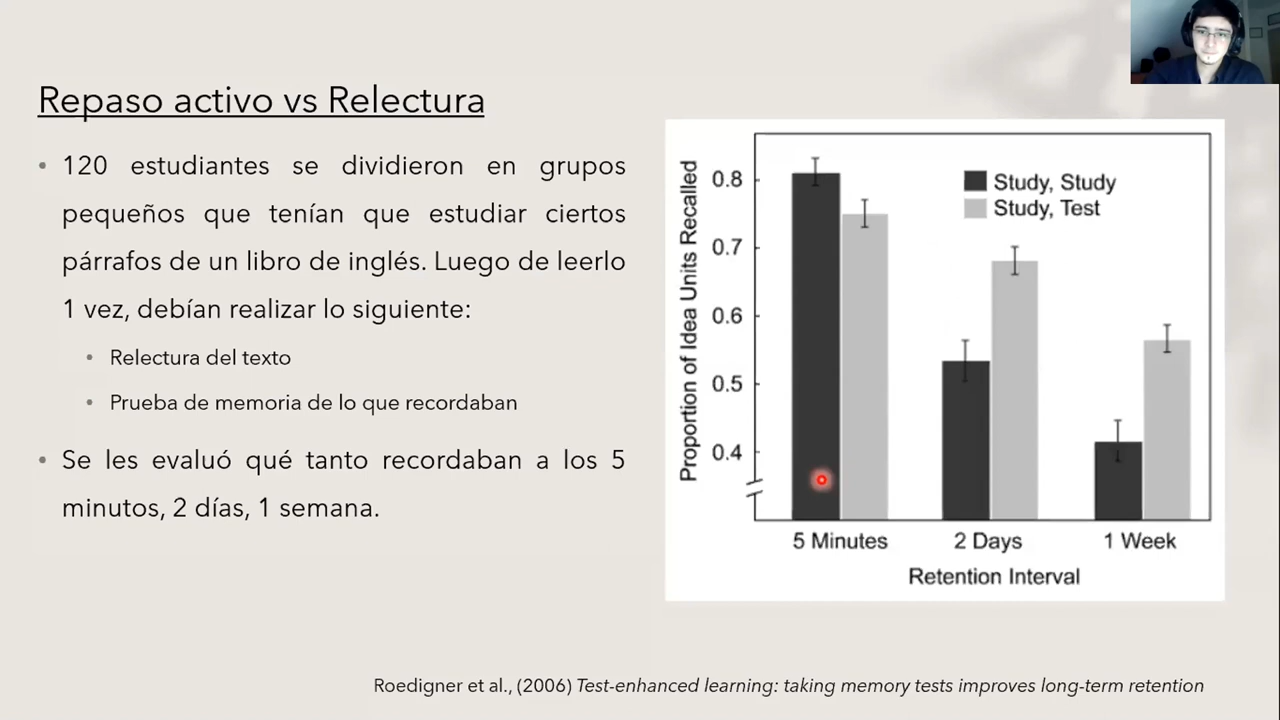 Repaso activo vs Relectura
• 120 estudiantes se dividieron en grupos
pequeños que tenían que estudiar ciertos
párrafos de un libro de inglés. Luego de leerlo
1 vez, debían realizar lo siguiente:
• Relectura del texto
• Prueba de memoria de lo que recordaban
• Se les evaluó qué tanto recordaban a los 5
minutos, 2 días, 1 semana.
Proportion of Idea Units Recalled
0.8
0.7
0.6
0.5
0.4
Study, Study
Study, Test
5 Minutes
2 Days
1 Week
Retention Interval
Roedigner et al., (2006) Test-enhanced learning: taking memory tests improves long-term retention